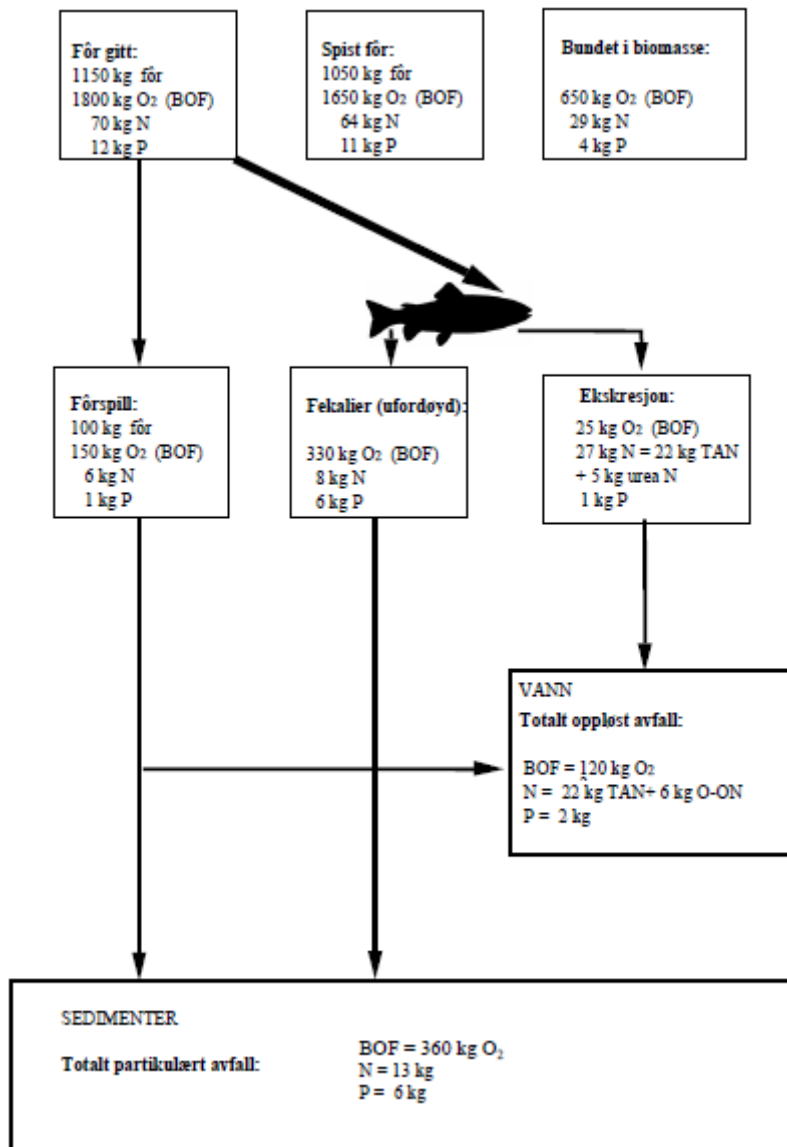 Fôr gitt:
1150 kg fôr
1800 kg O2 (BOF)
70 kg N
12 kg P
Spist fôr:
1050 kg fôr
1650 kg O2 (BOF)
64 kg N
11 kg P
Bundet i biomasse:
650 kg O2 (BOF)
29 kg N
4 kg P
Fôrspill:
100 kg fôr
150 kg O2 (BOF)
6 kg N
1 kg P
Fekalier (ufordøyd):
330 kg O2 (BOF)
8 kg N
6 kg P
Ekskresjon:
25 kg O2 (BOF)
27 kg N = 22 kg TAN
+ 5 kg urea N
1 kg P
VANN
Totalt oppløst avfall:
BOF = 120 kg O2
N = 22 kg TAN+ 6 kg O-ON
P = 2 kg
SEDIMENTER
Totalt partikulært avfall:
BOF = 360 kg O2
N = 13 kg
P = 6 kg